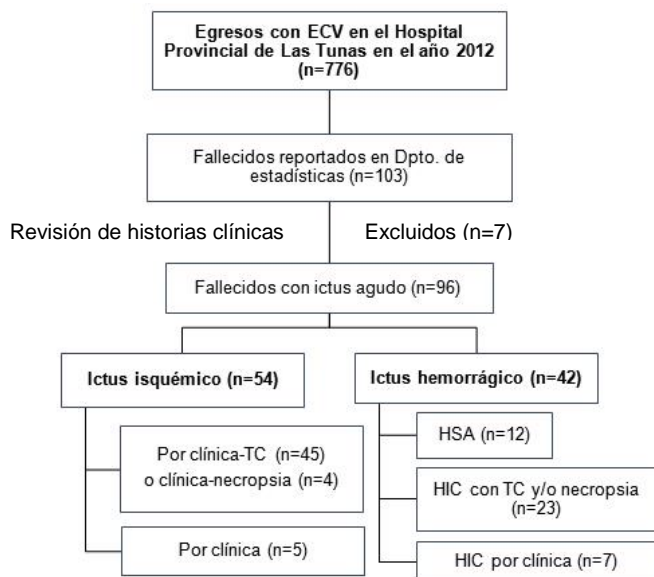 Egresos con ECV en el Hospital
Provincial de Las Tunas en el año 2012
(n=776)
Fallecidos reportados en Dpto. de
estadísticas (n=103)
Revisión de historias clínicas
Excluidos (n=7)
Fallecidos con ictus agudo (n=96)
Ictus isquémico (n=54)
Ictus hemorrágico (n=42)
Por clínica-TC (n=45)
o clínica-necropsia (n=4)
Por clínica (n=5)
HSA (n=12)
HIC con TC y/o necropsia
(n=23)
HIC por clínica (n=7)